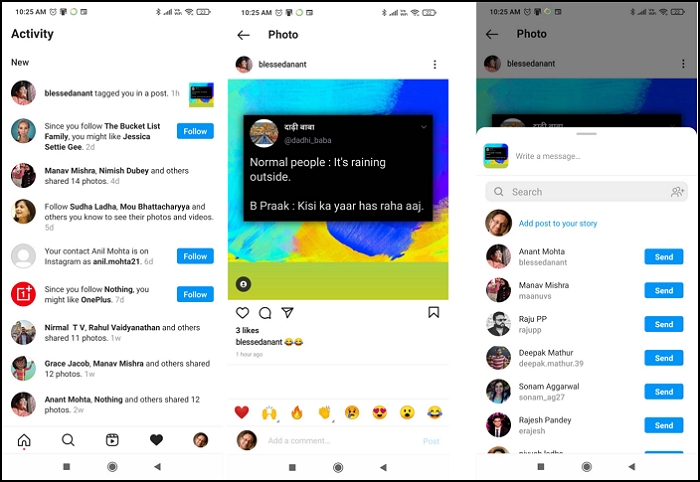 10:25 AM
Activity
New
blessedanant tagged you in a post. 1h
Since you follow The Bucket List
Family, you might like Jessica
Settie Gee. 2d
Follow
Manav Mishra, Nimish Dubey and others
shared 14 photos. 4d
Follow Sudha Ladha, Mou Bhattacharyya and
others you know to see their photos and videos.
5d
Your contact Anil Mohta is on
Instagram as anil.mohta21. 6d
Follow
Since you follow Nothing, you
might like OnePlus. 7d
Follow
Nirmal T V, Rahul Vaidyanathan and others
shared 11 photos. 1w
Grace Jacob, Manav Mishra and others shared
12 photos. 1w
Anant Mohta, Nothing and others shared 12
photos. 2w
10:25 AM
Photo
blessedanant
दाढ़ी बाबा
@dadhi_baba
Normal people : It's raining
outside.
B Praak : Kisi ka yaar has raha aaj.
3 likes
blessedanant 😂😂
1 hour ago
Add a comment...
Post
10:25 AM
Photo
blessedanant
Write a message...
Search
Add post to your story
Anant Mohta
blessedanant
Send
Manav Mishra
maanuvs
Send
Raju PP
rajupp
Send
Deepak Mathur
deepak.mathur.39
Send
Sonam Aggarwal
sonam_ag27
Send
Rajesh Pandey
erajesh
Send